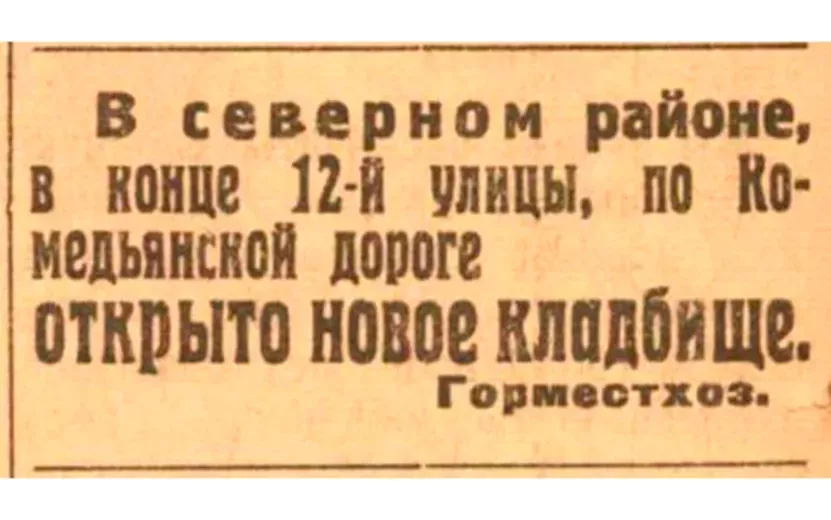 В северном районе,
в конце 12-й улицы, по Ко-
медьянской дороге
открыто новое кладбище.
Горместхоз.